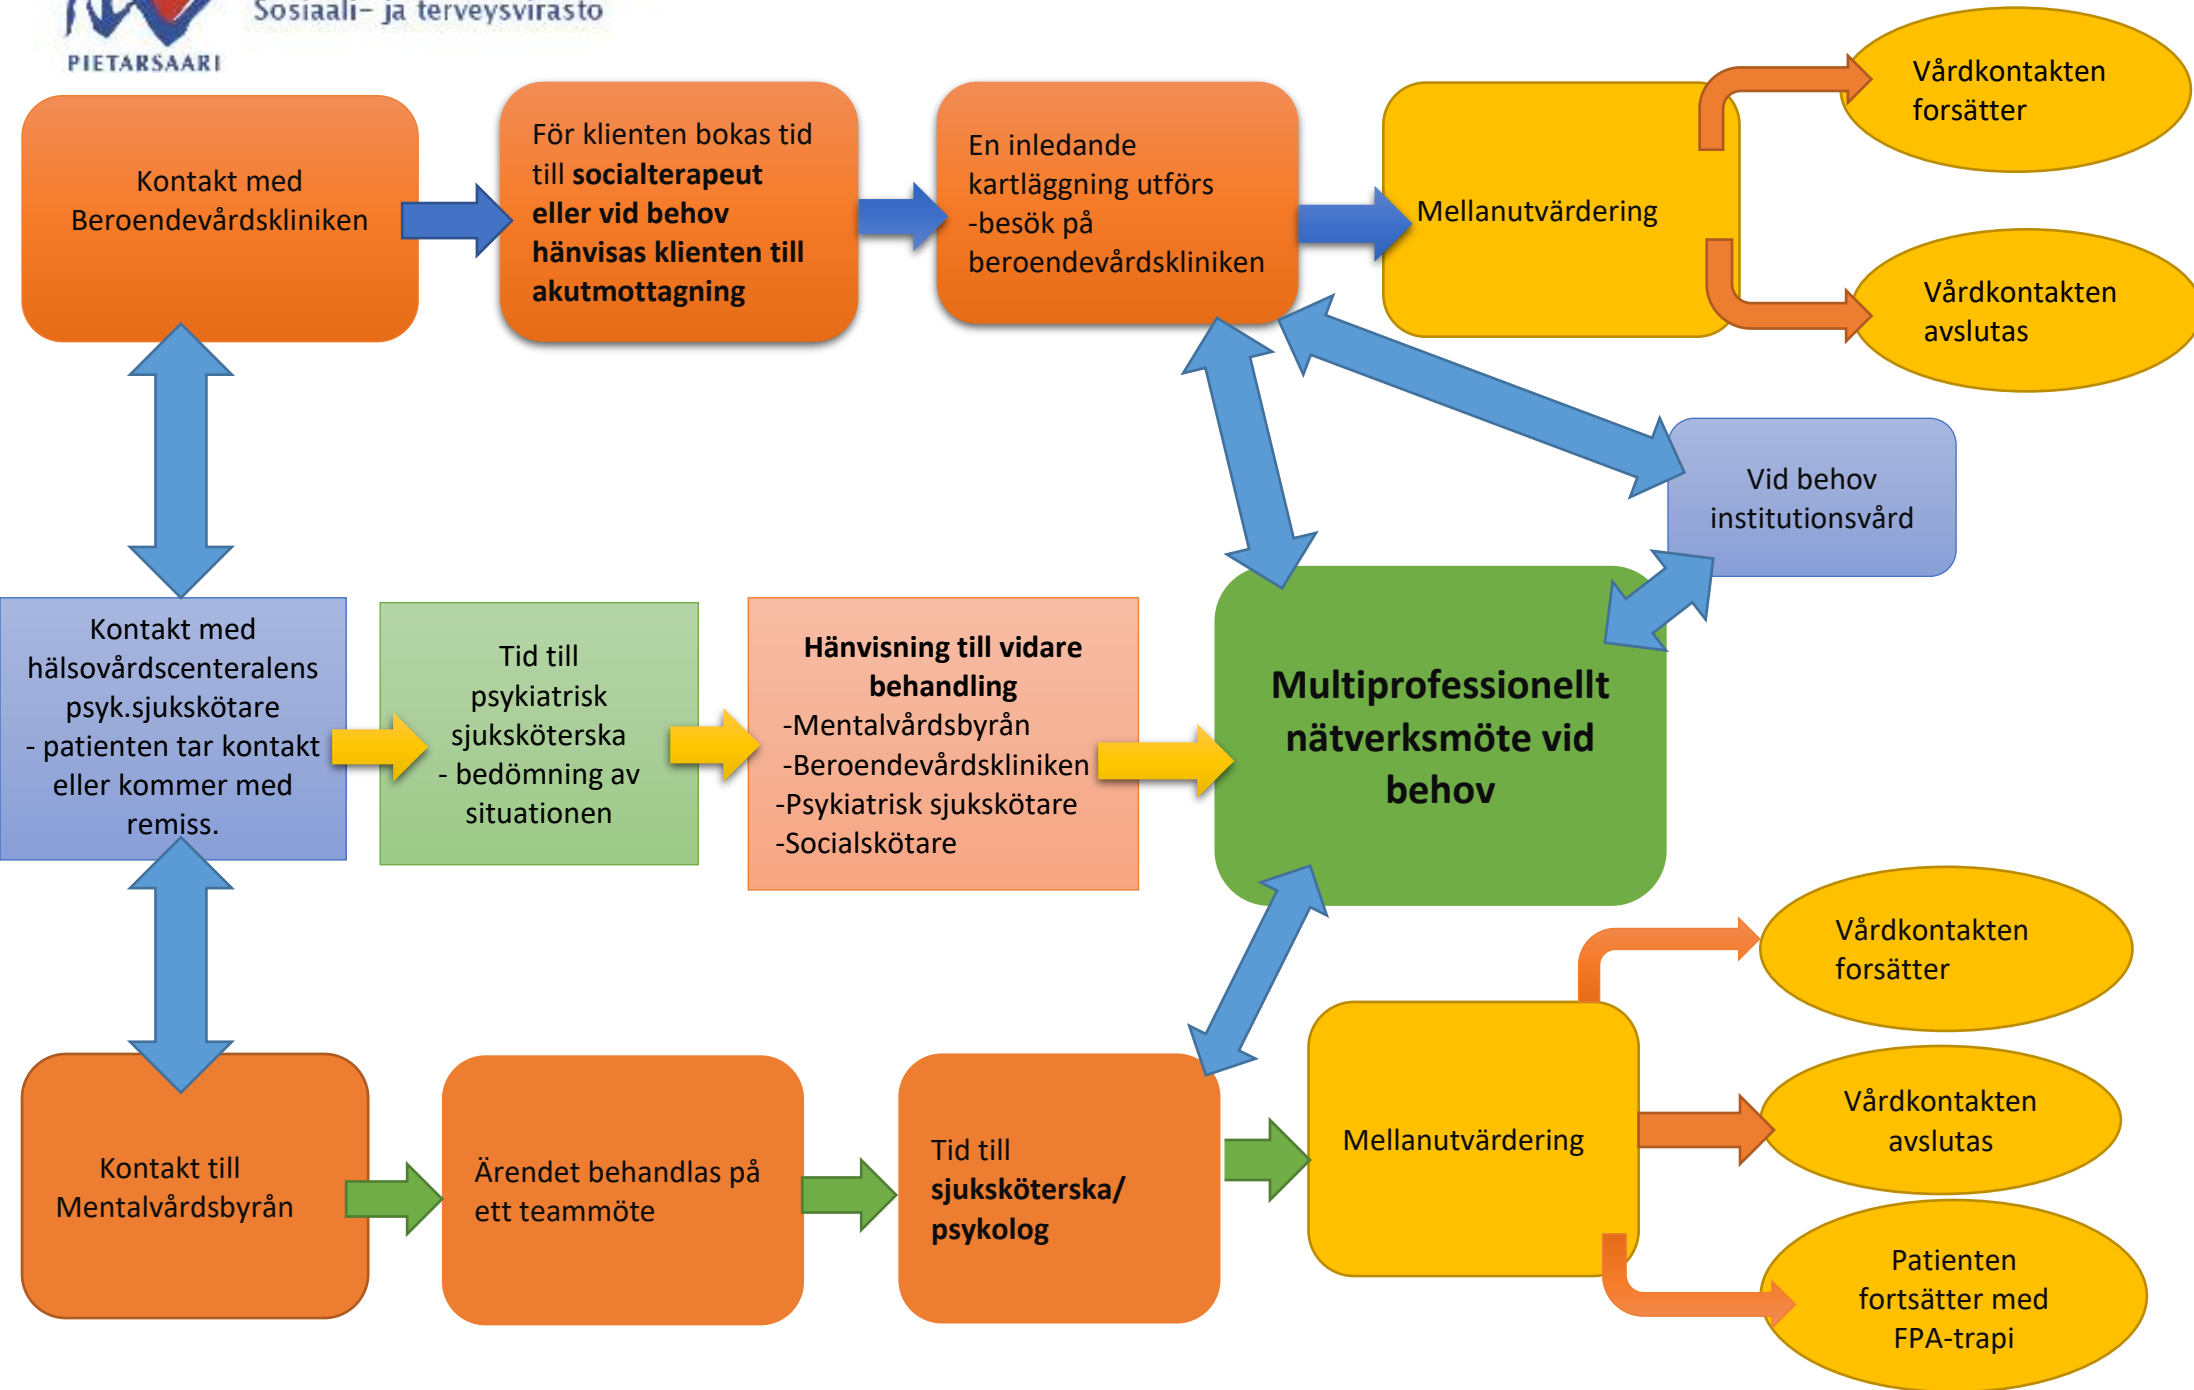 Sosiaali- ja terveysvirasto
PIETARSAARI
Kontakt med
Beroendevårdskliniken
För klienten bokas tid
till socialterapeut
eller vid behov
hänvisas klienten till
akutmottagning
En inledande
kartläggning utförs
-besök på
beroendevårdskliniken
Mellanutvärdering
Vårdkontakten
forsätter
Vårdkontakten
avslutas
Vid behov
institutionsvård
Kontakt med
hälsovårdscenteralens
psyk.sjukskötare
- patienten tar kontakt
eller kommer med
remiss.
Tid till
psykiatrisk
sjuksköterska
- bedömning av
situationen
Hänvisning till vidare
behandling
-Mentalvårdsbyrån
-Beroendevårdskliniken
-Psykiatrisk sjukskötare
-Socialskötare
Multiprofessionellt
nätverksmöte vid
behov
Kontakt till
Mentalvårdsbyrån
Ärendet behandlas på
ett teammöte
Tid till
sjuksköterska/
psykolog
Mellanutvärdering
Vårdkontakten
forsätter
Vårdkontakten
avslutas
Patienten
fortsätter med
FPA-trapi